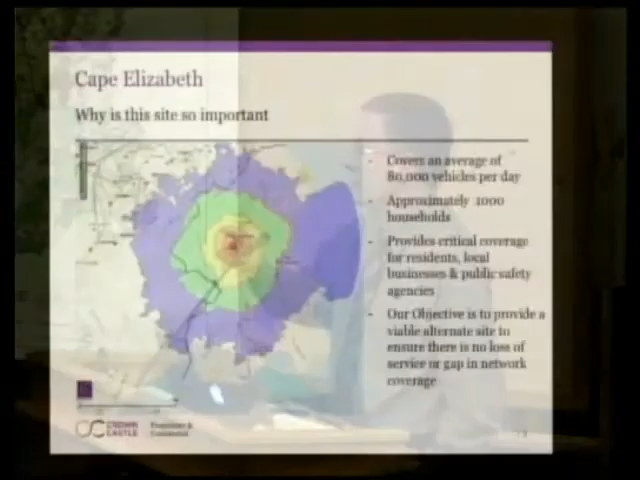 Cape Elizabeth
Why is this site so important
- Covers an average of
80,000 vehicles per day
- Approximately 1000
households
- Provides critical coverage
for residents, local
businesses & public safety
agencies
- Our Objective is to provide a
viable alternate site to
ensure there is no loss of
service or gap in network
coverage
CROWN
CASTLE
Proprietary &
Confidential